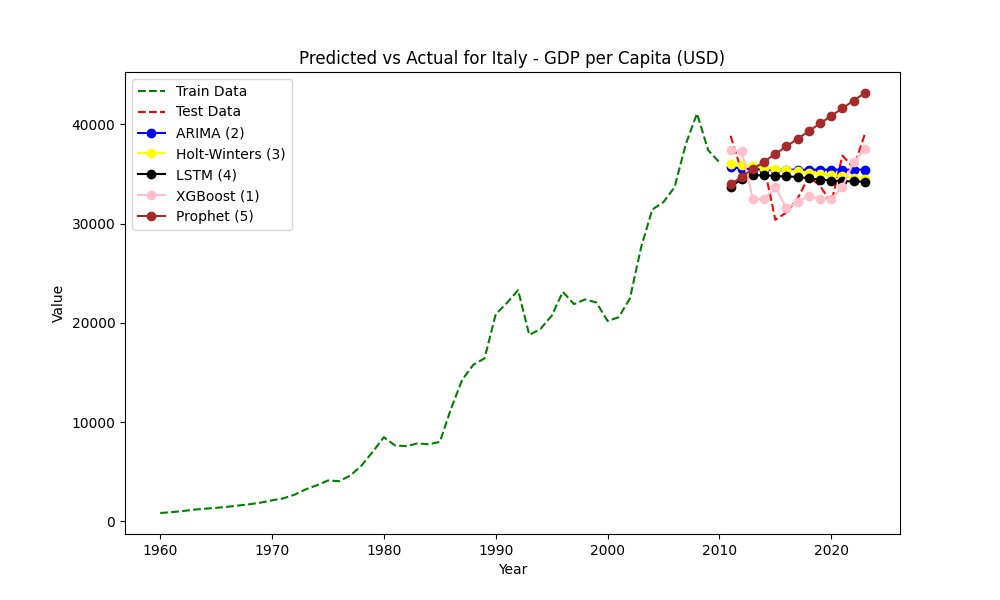 Predicted vs Actual for Italy - GDP per Capita (USD)
Train Data
Test Data
ARIMA (2)
Holt-Winters (3)
LSTM (4)
XGBoost (1)
Prophet (5)
40000
30000
20000
10000
0
Value
1960 1970 1980 1990 2000 2010 2020
Year